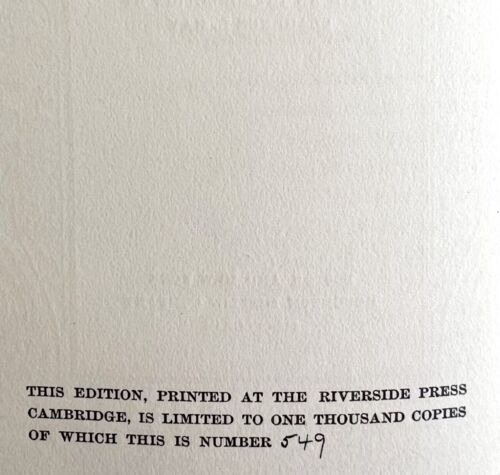 THIS EDITION, PRINTED AT THE RIVERSIDE PRESS
CAMBRIDGE, IS LIMITED TO ONE THOUSAND COPIES
OF WHICH THIS IS NUMBER 549